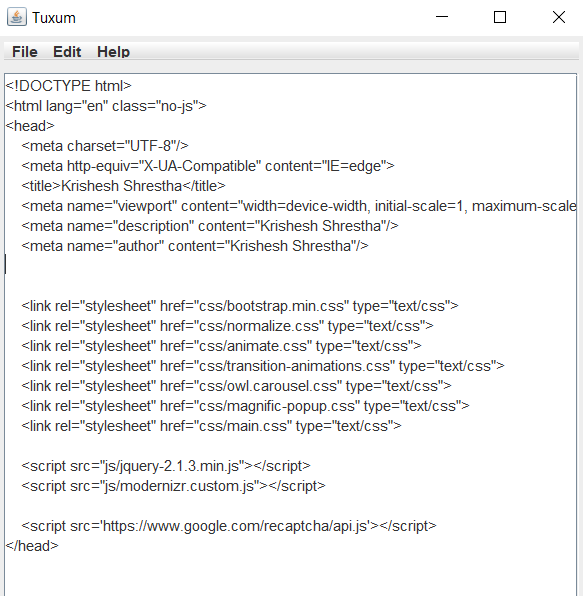 Tuxum
File Edit Help
<!DOCTYPE html>
<html lang="en" class="no-js">
<head>
    <meta charset="UTF-8"/>
    <meta http-equiv="X-UA-Compatible" content="IE=edge">
    <title>Krishesh Shrestha</title>
    <meta name="viewport" content="width=device-width, initial-scale=1, maximum-scale
    <meta name="description" content="Krishesh Shrestha"/>
    <meta name="author" content="Krishesh Shrestha"/>
    <link rel="stylesheet" href="css/bootstrap.min.css" type="text/css">
    <link rel="stylesheet" href="css/normalize.css" type="text/css">
    <link rel="stylesheet" href="css/animate.css" type="text/css">
    <link rel="stylesheet" href="css/transition-animations.css" type="text/css">
    <link rel="stylesheet" href="css/owl.carousel.css" type="text/css">
    <link rel="stylesheet" href="css/magnific-popup.css" type="text/css">
    <link rel="stylesheet" href="css/main.css" type="text/css">
    <script src="js/jquery-2.1.3.min.js"></script>
    <script src="js/modernizr.custom.js"></script>
    <script src='https://www.google.com/recaptcha/api.js'></script>
</head>